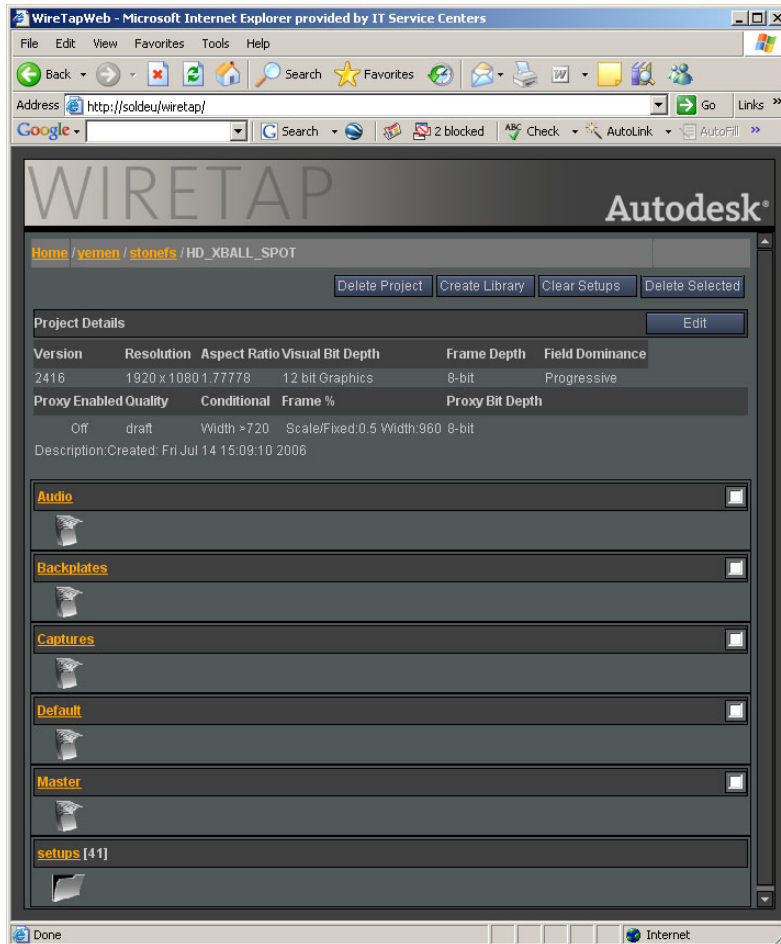 WireTapWeb - Microsoft Internet Explorer provided by IT Service Centers
File Edit View Favorites Tools Help
Back Search Favorites
Address http://soldeu/wiretap/ Go Links »
Google Search 2 blocked ABC Check AutoLink AutoFill »
WIRETAP
Autodesk®
Home / yemen / stonefs / HD_XBALL_SPOT
Delete Project Create Library Clear Setups Delete Selected
Project Details Edit
Version Resolution Aspect Ratio Visual Bit Depth Frame Depth Field Dominance
2416 1920 x 1080 1.77778 12 bit Graphics 8-bit Progressive
Proxy Enabled Quality Conditional Frame % Proxy Bit Depth
Off draft Width >720 Scale/Fixed:0.5 Width:960 8-bit
Description:Created: Fri Jul 14 15:09:10 2006
Audio
Backplates
Captures
Default
Master
setups [41]
Done Internet